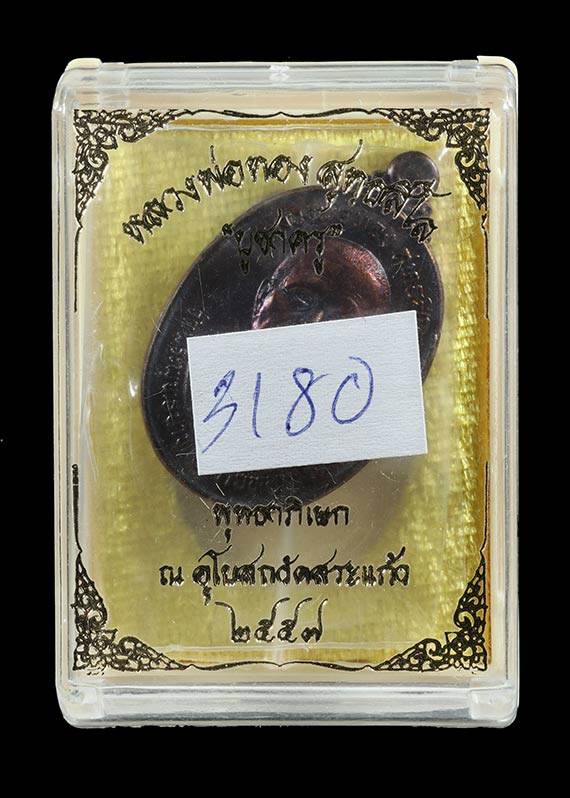 หลวงพ่อทอง สุทธสีโล
"บูชาครู"
3180
พุทธาภิเษก
ณ อุโบสถวัดสระแก้ว
๒๕๕๗